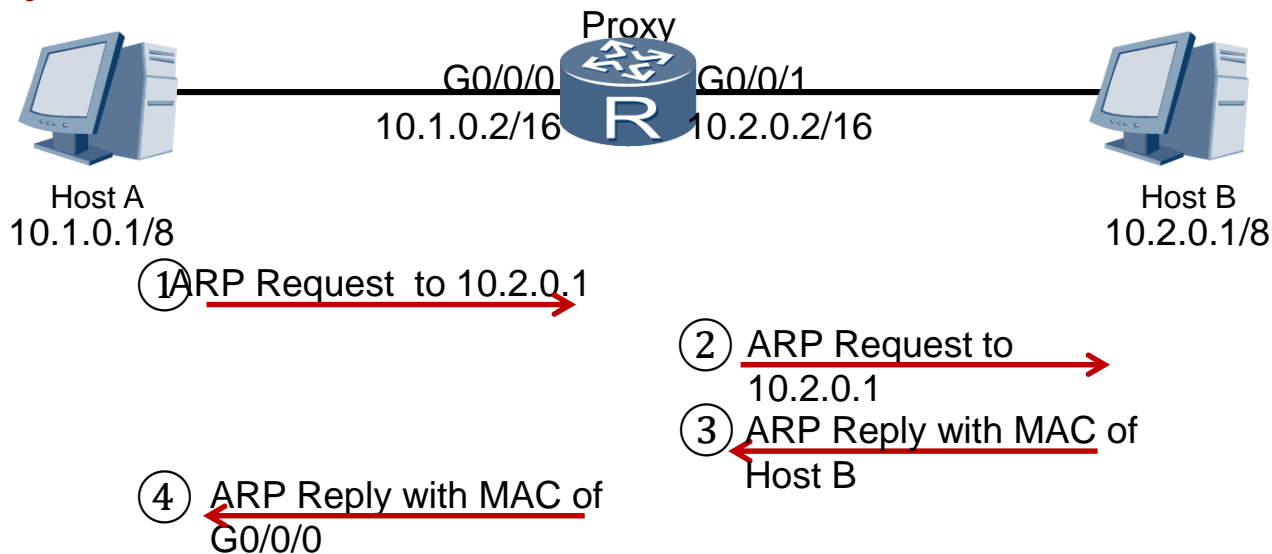 Proxy
G0/0/0
G0/0/1
10.1.0.2/16
R
10.2.0.2/16
Host A
10.1.0.1/8
Host B
10.2.0.1/8
① ARP Request to 10.2.0.1
② ARP Request to
10.2.0.1
③ ARP Reply with MAC of
Host B
④ ARP Reply with MAC of
G0/0/0